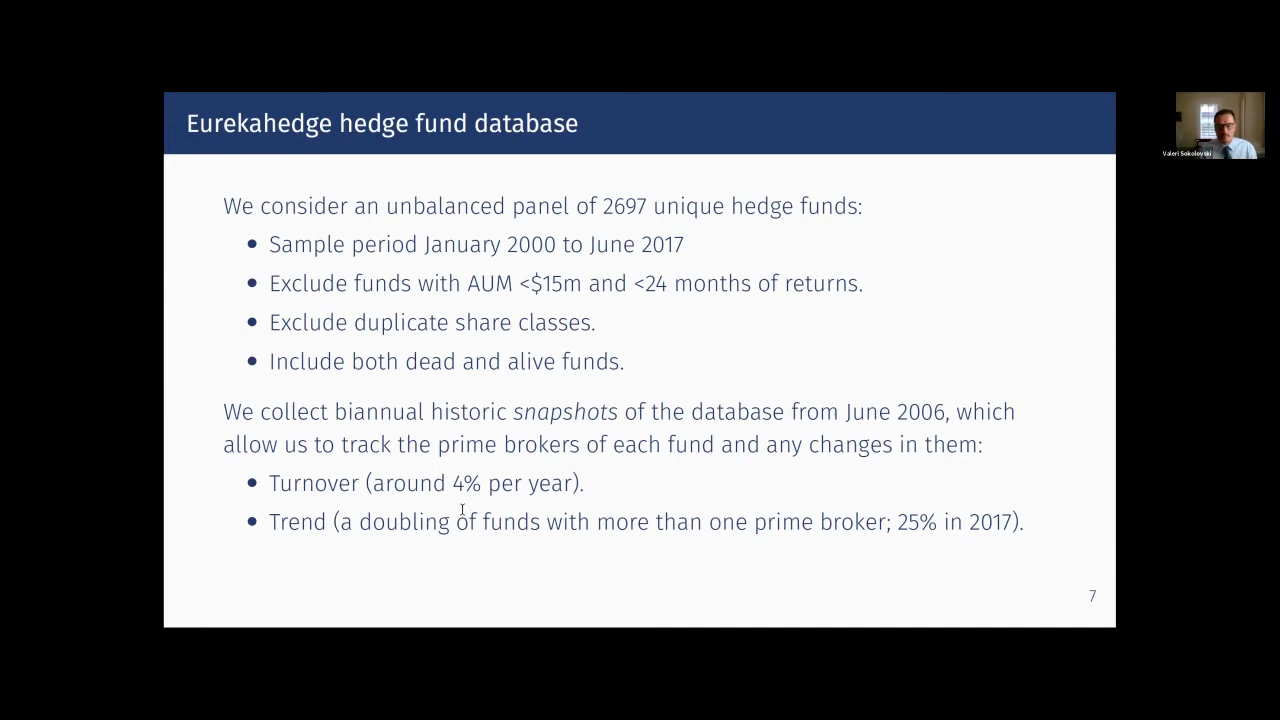 Eurekahedge hedge fund database
We consider an unbalanced panel of 2697 unique hedge funds:
• Sample period January 2000 to June 2017
• Exclude funds with AUM <$15m and <24 months of returns.
• Exclude duplicate share classes.
• Include both dead and alive funds.
We collect biannual historic snapshots of the database from June 2006, which
allow us to track the prime brokers of each fund and any changes in them:
• Turnover (around 4% per year).
• Trend (a doubling of funds with more than one prime broker; 25% in 2017).
7
Valeri Sokolovski